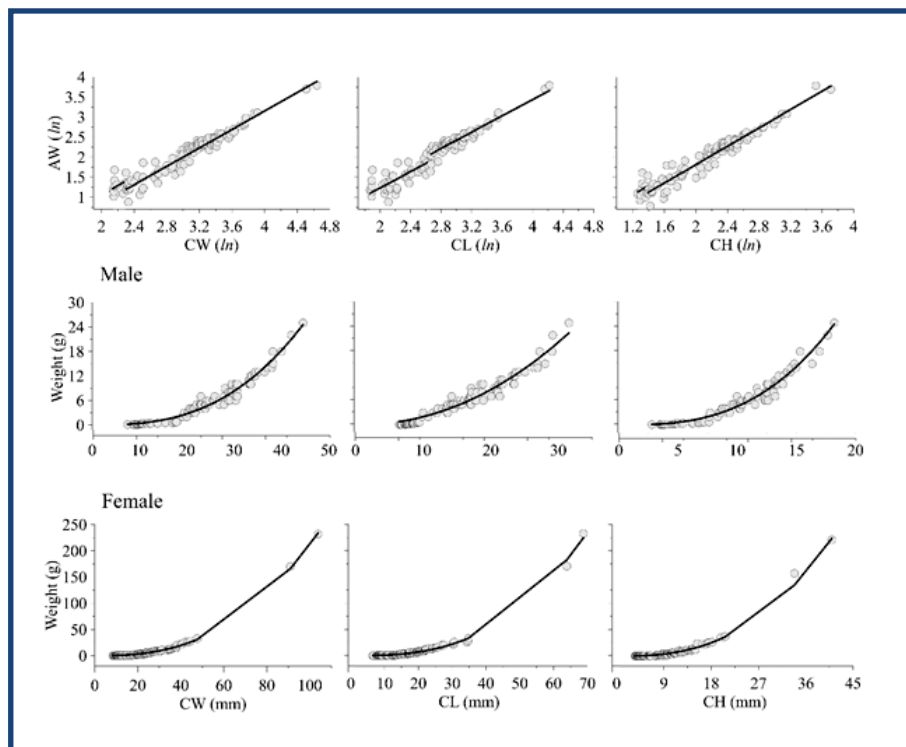 4
3.5
3
2.5
2
1.5
1
AW (ln)
2 2.4 2.8 3.2 3.6 4 4.4 4.8
CW (ln)
2 2.4 2.8 3.2 3.6 4 4.4 4.8
CL (ln)
1.2 1.6 2 2.4 2.8 3.2 3.6 4
CH (ln)
Male
30
24
18
12
6
0
Weight (g)
0 10 20 30 40 50
0 10 20 30
0 5 10 15 20
Female
250
200
150
100
50
0
Weight (g)
0 20 40 60 80 100
CW (mm)
0 10 20 30 40 50 60 70
CL (mm)
0 9 18 27 36 45
CH (mm)